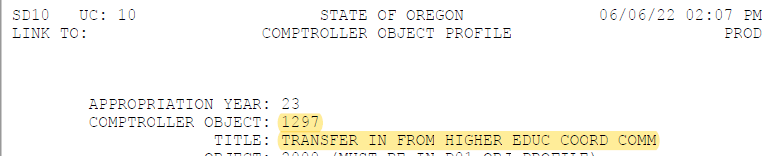 SD10 UC: 10 STATE OF OREGON 06/06/22 02:07 PM
LINK TO: COMPTROLLER OBJECT PROFILE PROD
APPROPRIATION YEAR: 23
COMPTROLLER OBJECT: 1297
TITLE: TRANSFER IN FROM HIGHER EDUC COORD COMM